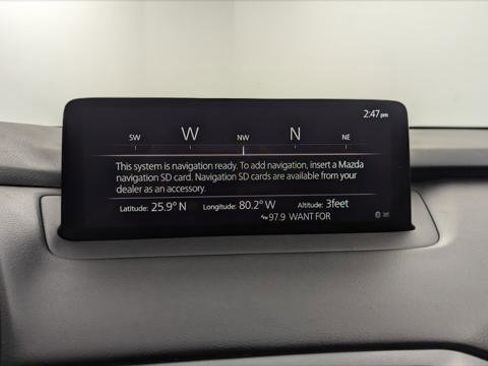 2:47 pm
SW W NW N NE
This system is navigation ready. To add navigation, insert a Mazda
navigation SD card. Navigation SD cards are available from your
dealer as an accessory.
Latitude: 25.9° N Longitude: 80.2° W Altitude: 3feet
97.9 WANT FOR